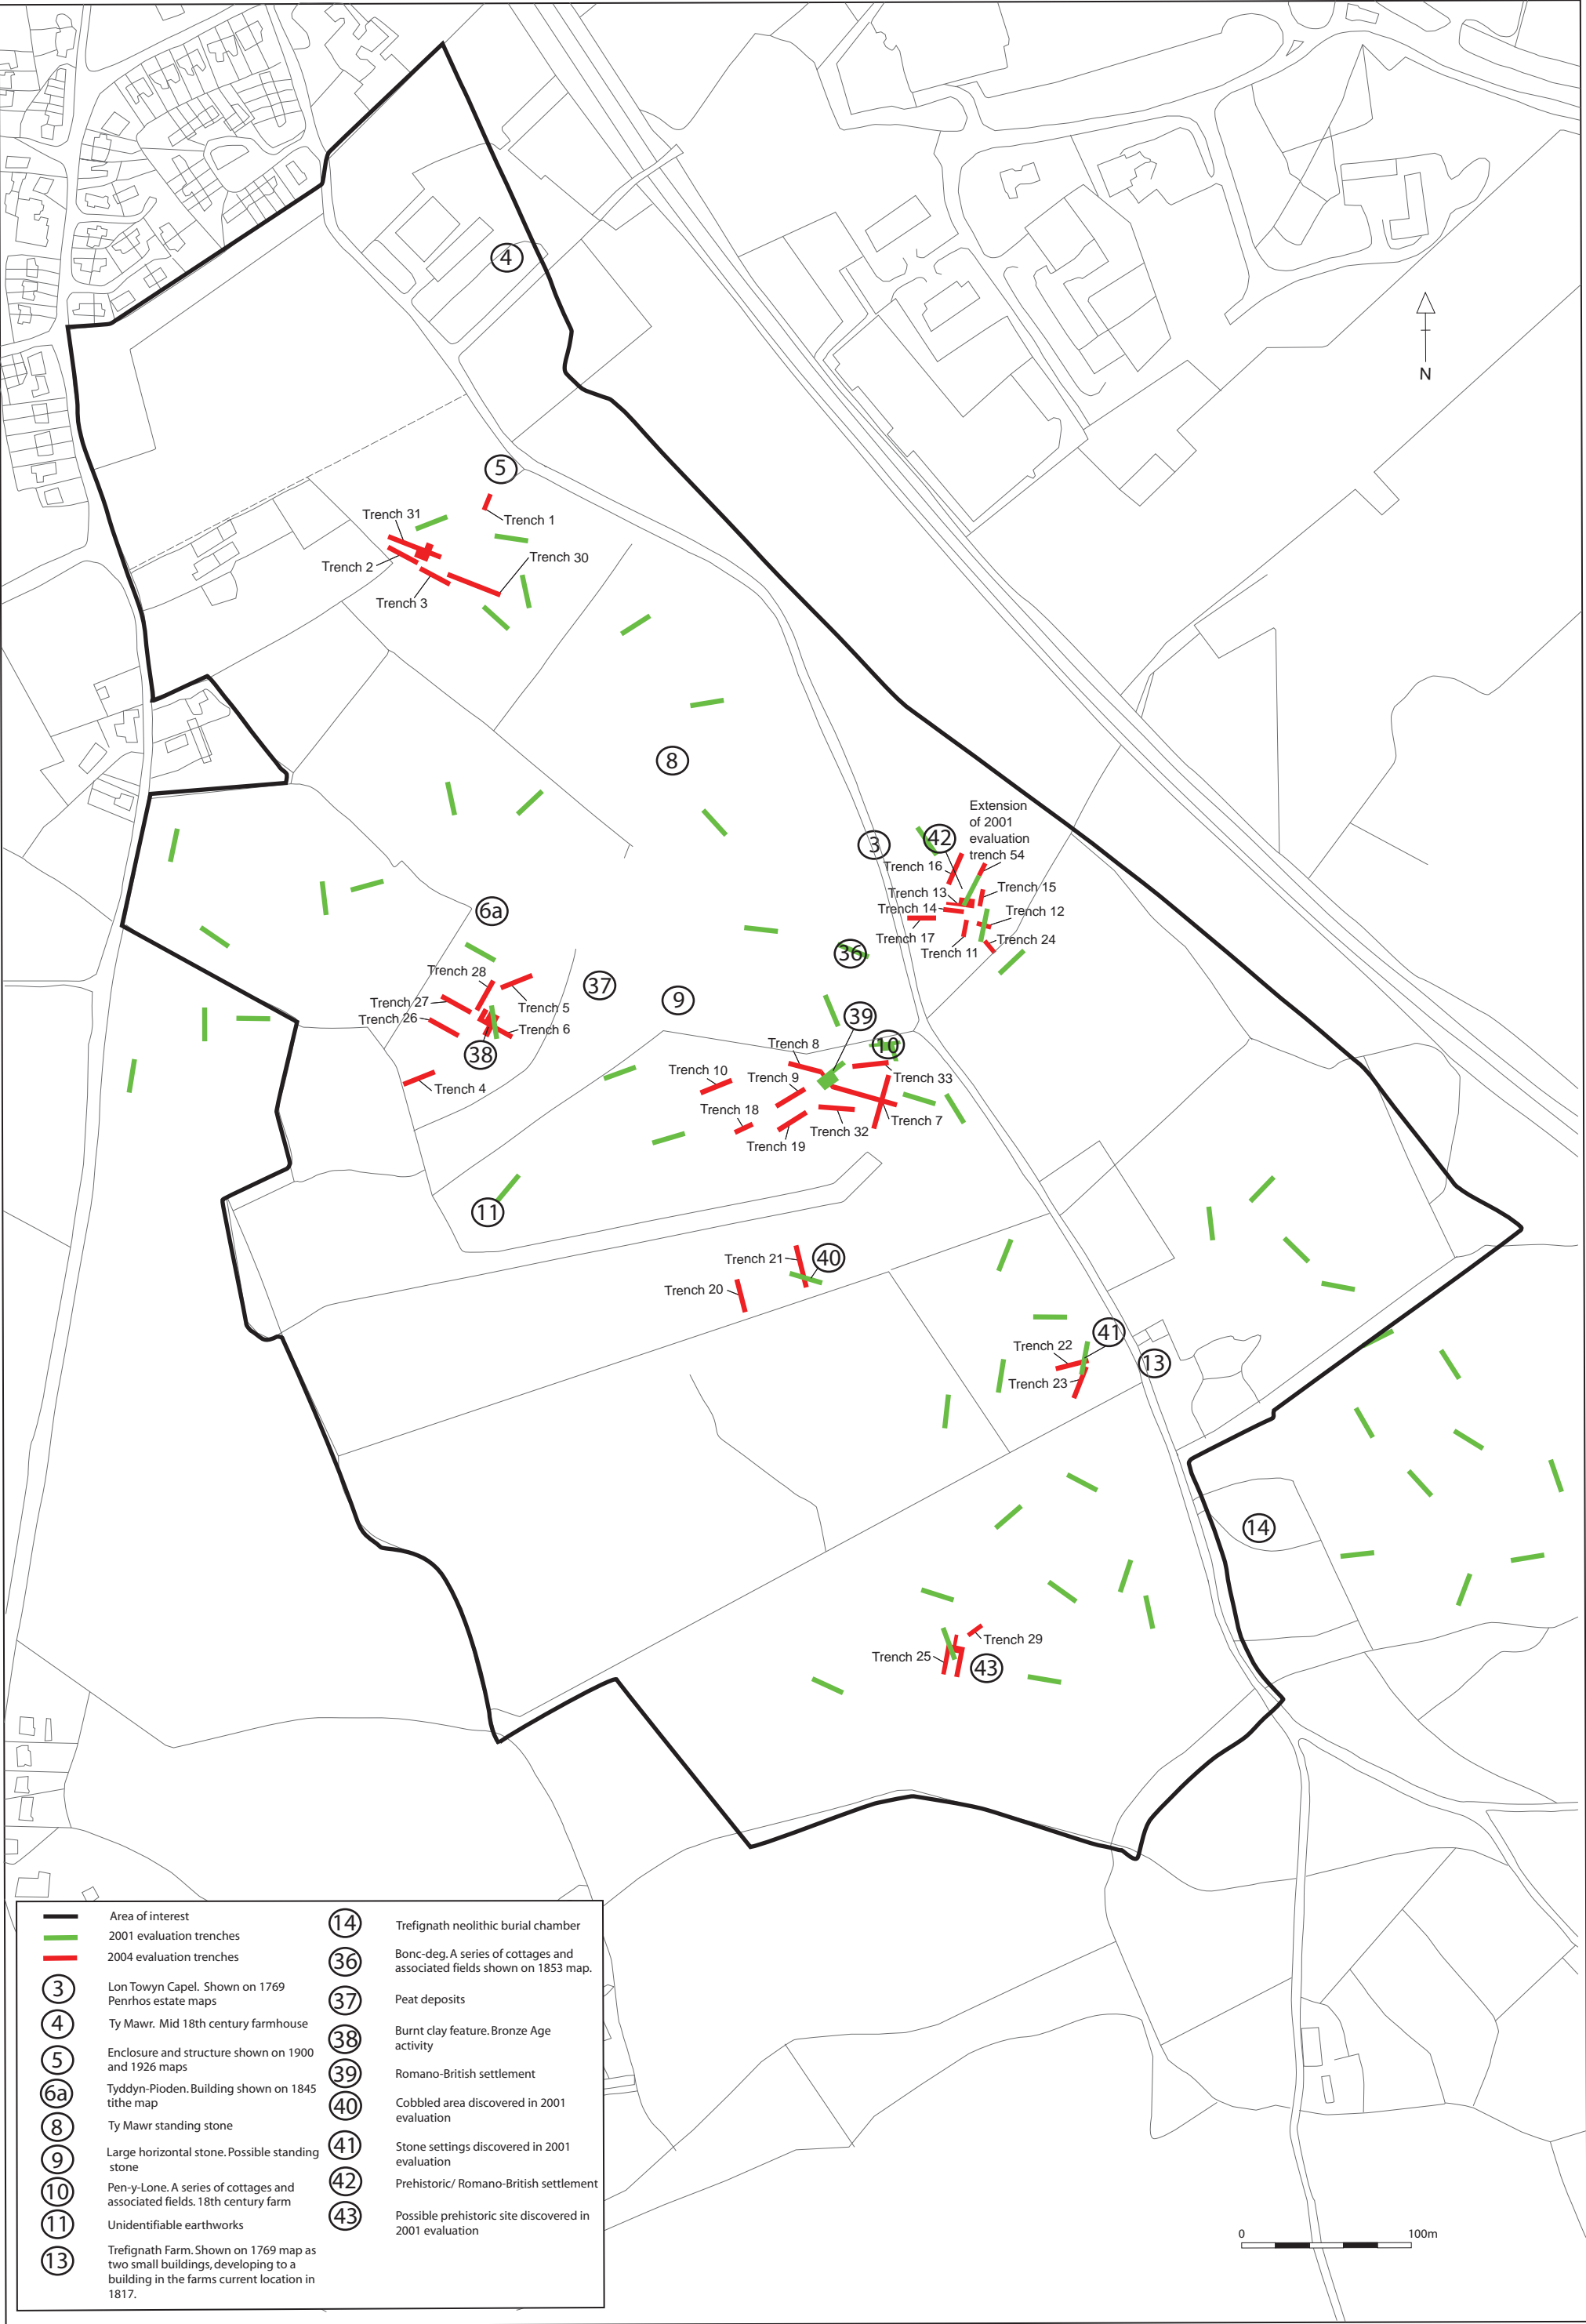 4
N
5
Trench 31
Trench 1
Trench 2
Trench 30
Trench 3
8
Extension
of 2001
evaluation
trench 54
3
42
Trench 16
Trench 13
Trench 15
Trench 14
Trench 12
Trench 17
Trench 11
Trench 24
6a
36
Trench 28
37
Trench 27
Trench 5
9
Trench 26
Trench 6
38
39
10
Trench 8
Trench 10
Trench 9
Trench 33
Trench 4
Trench 18
Trench 32
Trench 7
Trench 19
11
Trench 21
40
Trench 20
41
Trench 22
13
Trench 23
14
Trench 29
Trench 25
43
Area of interest
2001 evaluation trenches
2004 evaluation trenches
3
Lon Towyn Capel. Shown on 1769
Penrhos estate maps
4
Ty Mawr. Mid 18th century farmhouse
5
Enclosure and structure shown on 1900
and 1926 maps
6a
Tyddyn-Pioden. Building shown on 1845
tithe map
8
Ty Mawr standing stone
9
Large horizontal stone. Possible standing
stone
10
Pen-y-Lone. A series of cottages and
associated fields. 18th century farm
11
Unidentifiable earthworks
13
Trefignath Farm. Shown on 1769 map as
two small buildings, developing to a
building in the farms current location in
1817.
14
Trefignath neolithic burial chamber
36
Bonc-deg. A series of cottages and
associated fields shown on 1853 map.
37
Peat deposits
38
Burnt clay feature. Bronze Age
activity
39
Romano-British settlement
40
Cobbled area discovered in 2001
evaluation
41
Stone settings discovered in 2001
evaluation
42
Prehistoric/ Romano-British settlement
43
Possible prehistoric site discovered in
2001 evaluation
0 100m